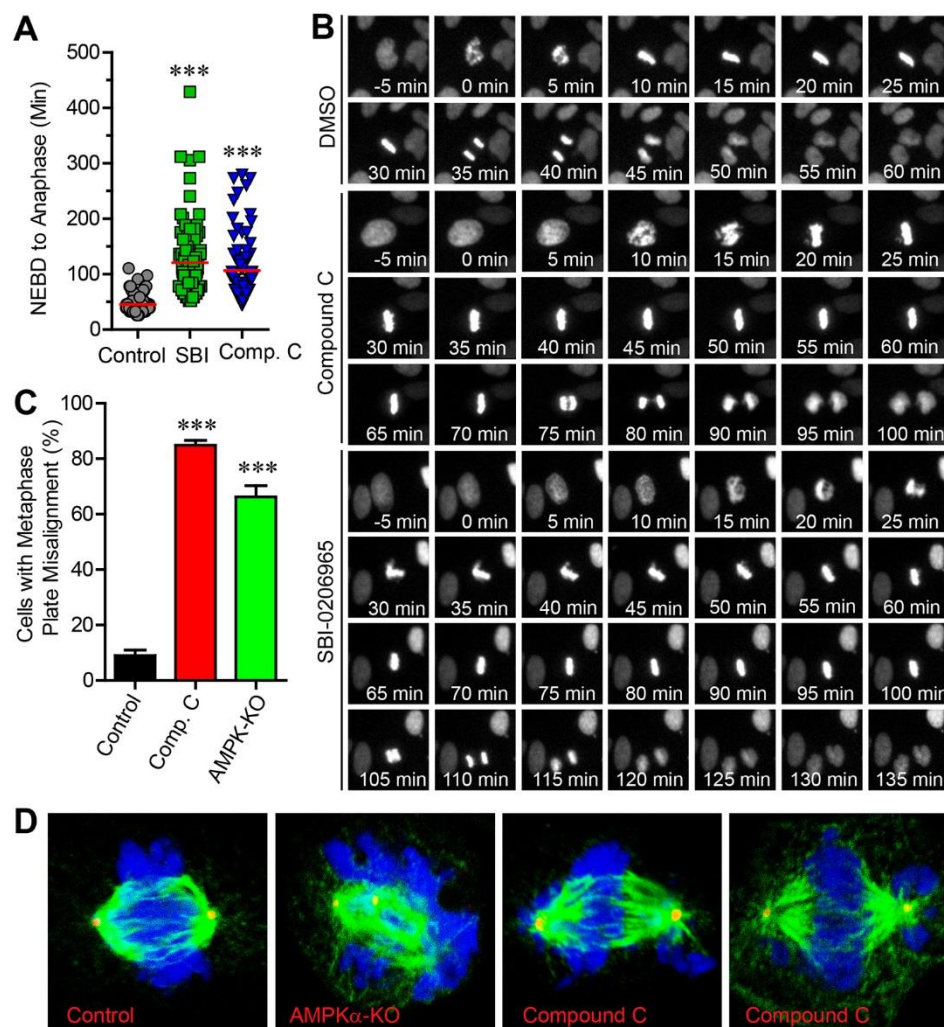 A
NEBD to Anaphase (Min)
500
400
300
200
100
50
0
***
***
Control SBI Comp. C
B
DMSO
-5 min 0 min 5 min 10 min 15 min 20 min 25 min
30 min 35 min 40 min 45 min 50 min 55 min 60 min
Compound C
-5 min 0 min 5 min 10 min 15 min 20 min 25 min
30 min 35 min 40 min 45 min 50 min 55 min 60 min
65 min 70 min 75 min 80 min 90 min 95 min 100 min
SBI-0206965
-5 min 0 min 5 min 10 min 15 min 20 min 25 min
30 min 35 min 40 min 45 min 50 min 55 min 60 min
65 min 70 min 75 min 80 min 90 min 95 min 100 min
105 min 110 min 115 min 120 min 125 min 130 min 135 min
C
Cells with Metaphase
Plate Misalignment (%)
100
80
60
40
20
0
***
***
Control
Comp. C
AMPK-KO
D
Control
AMPKα-KO
Compound C
Compound C